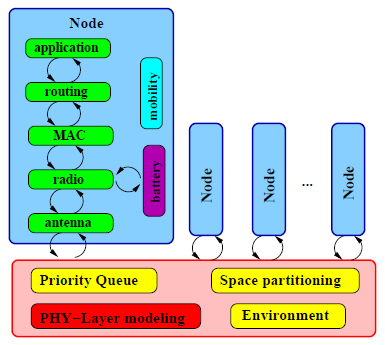 Node
application
routing
MAC
radio
antenna
mobility
battery
Node
Node
...
Node
Priority Queue
Space partitioning
PHY−Layer modeling
Environment